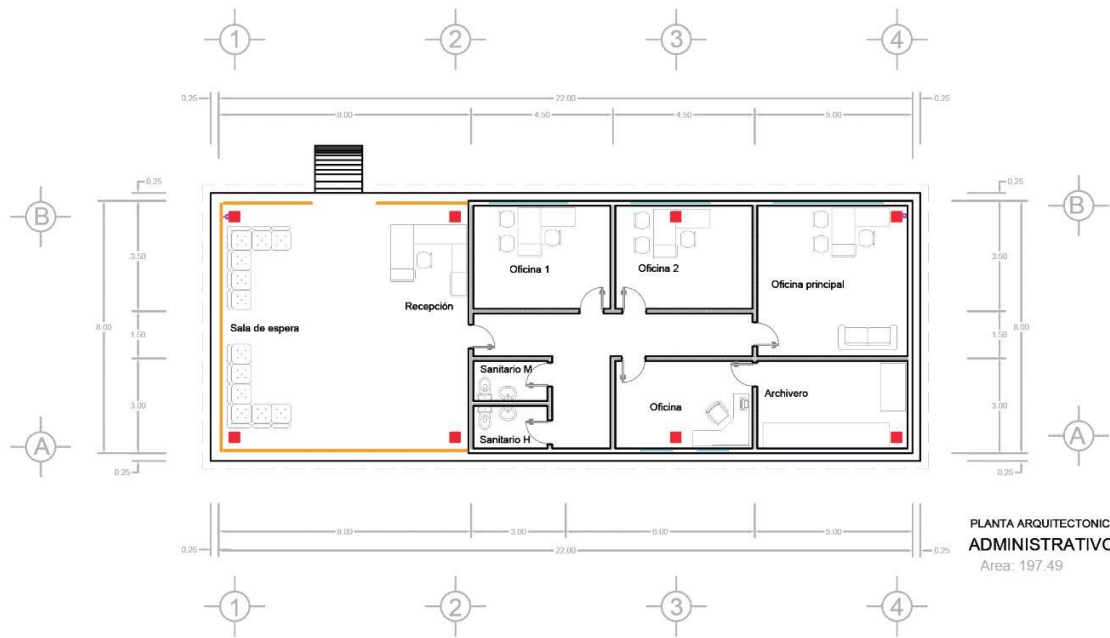 1 2 3 4
0.25 22.00 0.25
8.00 4.50 4.50 5.00
0.25 0.25
B B
3.50 3.50
Oficina 1 Oficina 2
Oficina principal
Recepción
8.00 1.50 Sala de espera 1.50 8.00
Sanitario M
3.00 Archivero 3.00
Oficina
A Sanitario H A
0.25 0.25
8.00 3.00 6.00 5.00
0.25 22.00 0.25
PLANTA ARQUITECTONIC
ADMINISTRATIVO
Area: 197.49
1 2 3 4